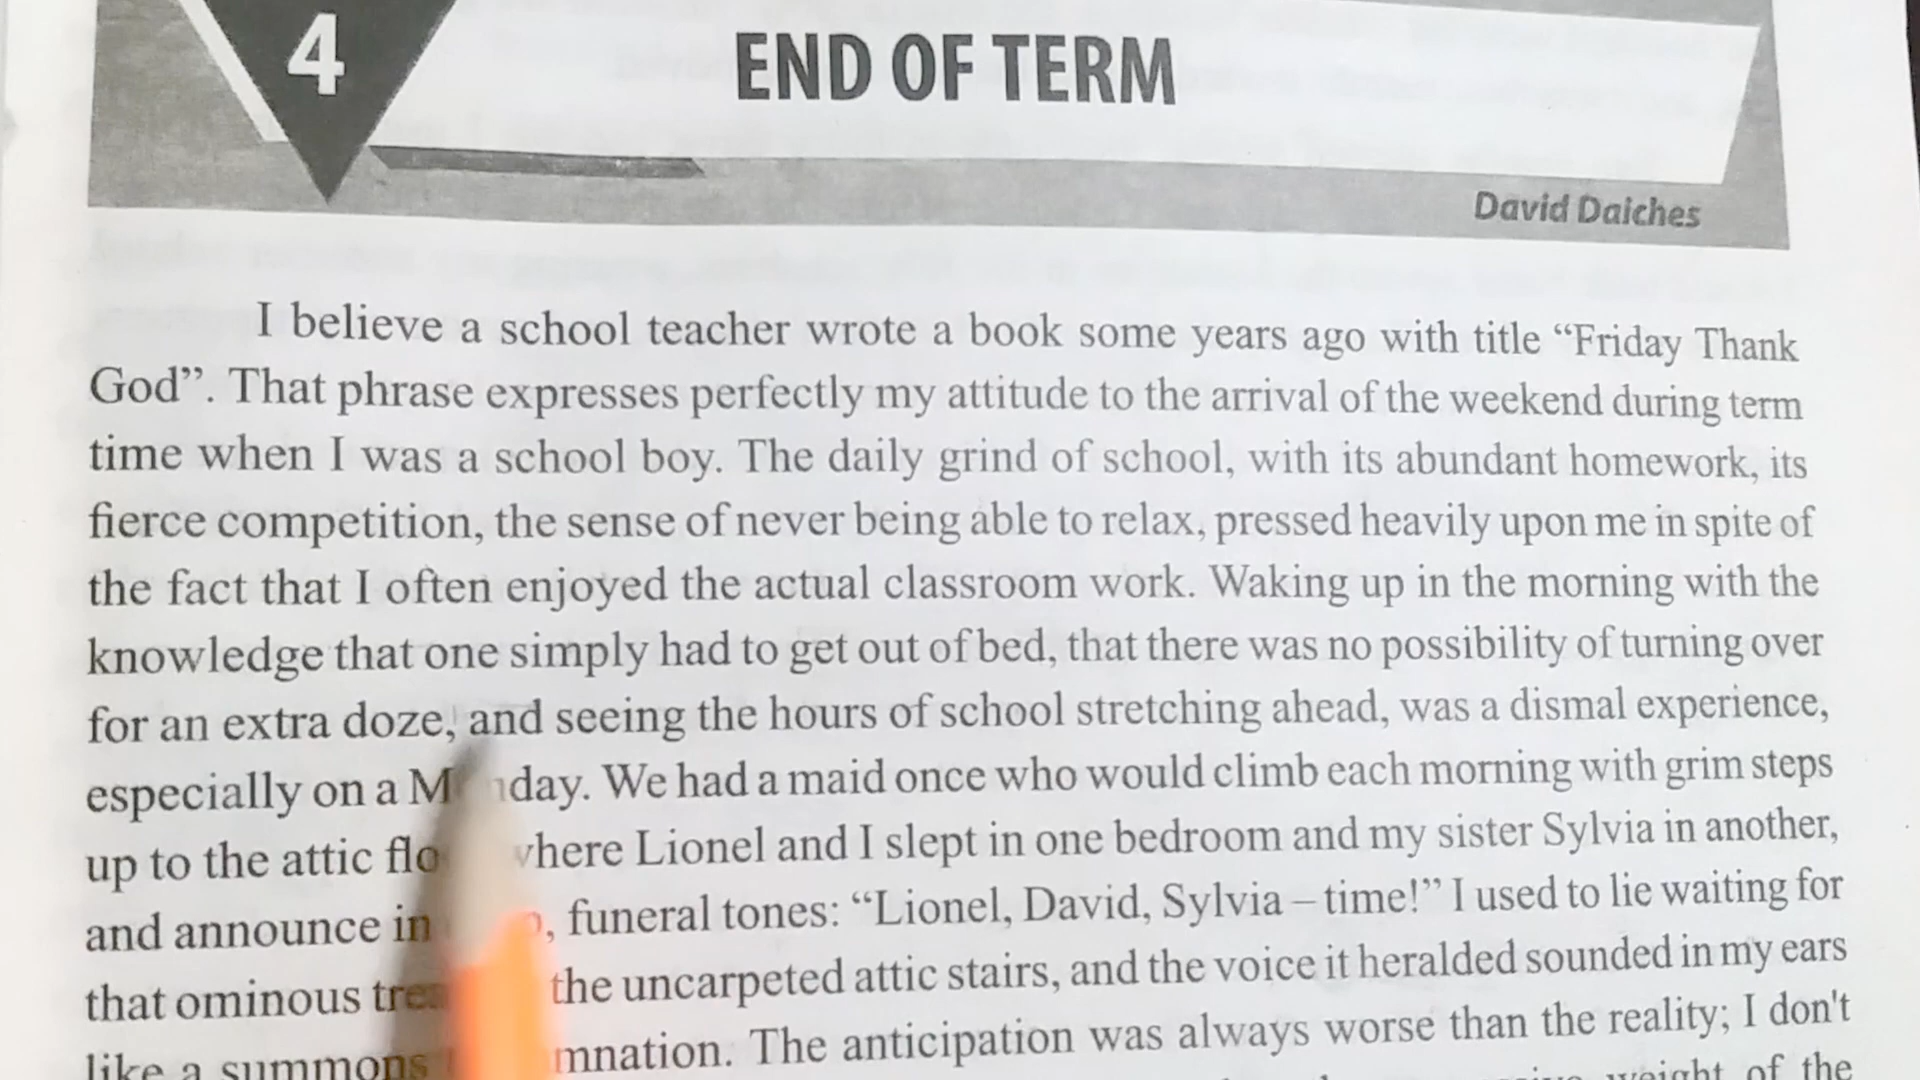 4
END OF TERM
David Daiches
I believe a school teacher wrote a book some years ago with title “Friday Thank
God”. That phrase expresses perfectly my attitude to the arrival of the weekend during term
time when I was a school boy. The daily grind of school, with its abundant homework, its
fierce competition, the sense of never being able to relax, pressed heavily upon me in spite of
the fact that I often enjoyed the actual classroom work. Waking up in the morning with the
knowledge that one simply had to get out of bed, that there was no possibility of turning over
for an extra doze, and seeing the hours of school stretching ahead, was a dismal experience,
especially on a Monday. We had a maid once who would climb each morning with grim steps
up to the attic where Lionel and I slept in one bedroom and my sister Sylvia in another,
and announce in funeral tones: “Lionel, David, Sylvia – time!” I used to lie waiting for
that ominous the uncarpeted attic stairs, and the voice it heralded sounded in my ears
like a summons The anticipation was always worse than the reality; I don't
weight of the